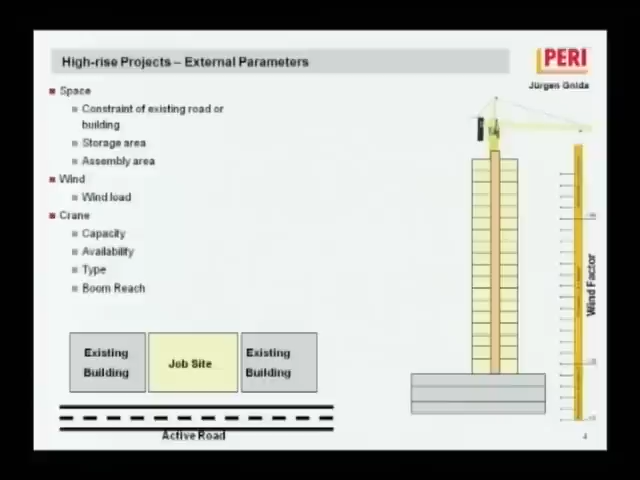 High-rise Projects – External Parameters
PERI
Jürgen Gnida
Space
Constraint of existing road or
building
Storage area
Assembly area
Wind
Wind load
Crane
Capacity
Availability
Type
Boom Reach
Wind Factor
Existing
Building
Job Site
Existing
Building
Active Road
4